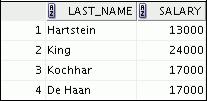 LAST_NAME SALARY
1 Hartstein 13000
2 King 24000
3 Kochhar 17000
4 De Haan 17000